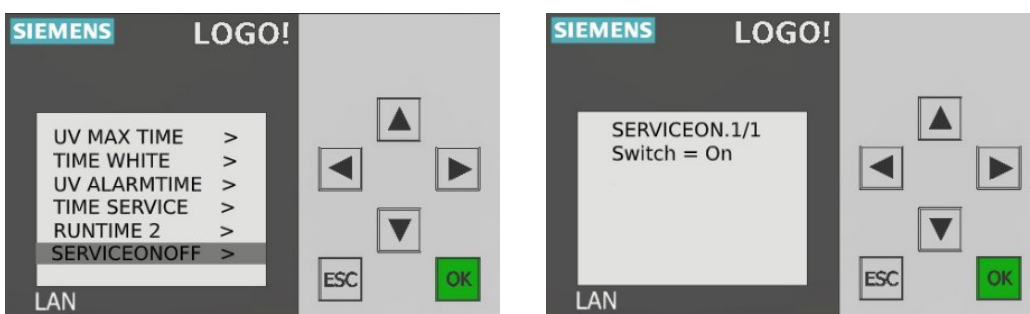 SIEMENS LOGO!
UV MAX TIME >
TIME WHITE >
UV ALARMTIME >
TIME SERVICE >
RUNTIME 2 >
SERVICEONOFF >
ESC OK
LAN
SIEMENS LOGO!
SERVICEON.1/1
Switch = On
ESC OK
LAN